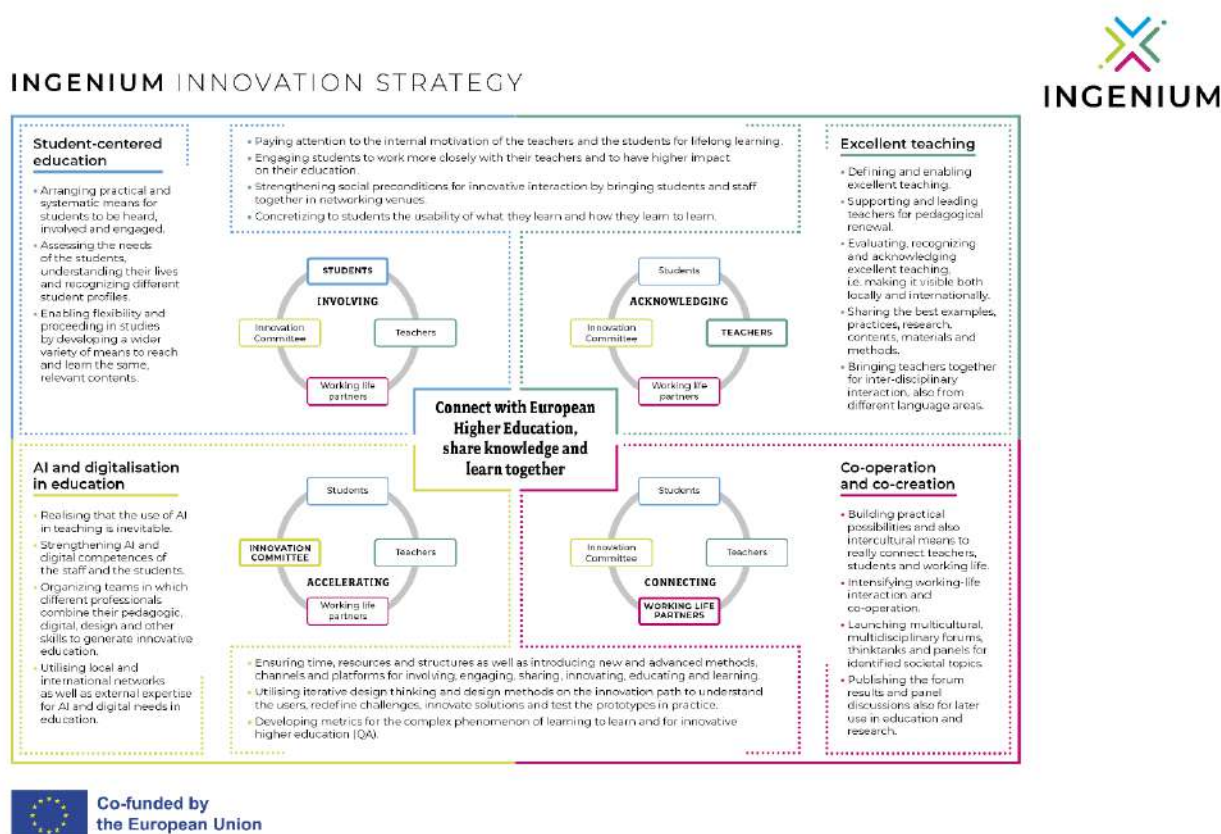 INGENIUM INNOVATION STRATEGY
INGENIUM
Student-centered
education
• Arranging practical and
systematic means for
students to be heard,
involved and engaged.
• Assessing the needs
of the students,
understanding their lives
and recognizing different
student profiles.
• Enabling flexibility and
proceeding in studies
by developing a wider
variety of means to reach
and learn the same,
relevant contents.
• Paying attention to the internal motivation of the teachers and the students for lifelong learning.
• Engaging students to work more closely with their teachers and to have higher impact
on their education.
• Strengthening social preconditions for innovative interaction by bringing students and staff
together in networking venues.
• Concretizing to students the usability of what they learn and how they learn to learn.
Excellent teaching
• Defining and enabling
excellent teaching.
• Supporting and leading
teachers for pedagogical
renewal.
• Evaluating, recognizing
and acknowledging
excellent teaching,
i.e. making it visible both
locally and internationally.
• Sharing the best examples,
practices, research,
contents, materials and
methods.
• Bringing teachers together
for inter-disciplinary
interaction, also from
different language areas.
STUDENTS
INVOLVING
Innovation
Committee
Teachers
Working life
partners
Students
ACKNOWLEDGING
Innovation
Committee
TEACHERS
Working life
partners
Connect with European
Higher Education,
share knowledge and
learn together
AI and digitalisation
in education
• Realising that the use of AI
in teaching is inevitable.
• Strengthening AI and
digital competences of
the staff and the students.
• Organizing teams in which
different professionals
combine their pedagogic,
digital, design and other
skills to generate innovative
education.
• Utilising local and
international networks
as well as external expertise
for AI and digital needs in
education.
Students
INNOVATION
COMMITTEE
Teachers
ACCELERATING
Working life
partners
Students
Innovation
Committee
Teachers
CONNECTING
WORKING LIFE
PARTNERS
Co-operation
and co-creation
• Building practical
possibilities and also
intercultural means to
really connect teachers,
students and working life.
• Intensifying working-life
interaction and
co-operation.
• Launching multicultural,
multidisciplinary forums,
thinktanks and panels for
identified societal topics.
• Publishing the forum
results and panel
discussions also for later
use in education and
research.
• Ensuring time, resources and structures as well as introducing new and advanced methods,
channels and platforms for involving, engaging, sharing, innovating, educating and learning.
• Utilising iterative design thinking and design methods on the innovation path to understand
the users, redefine challenges, innovate solutions and test the prototypes in practice.
• Developing metrics for the complex phenomenon of learning to learn and for innovative
higher education (QA).
Co-funded by
the European Union